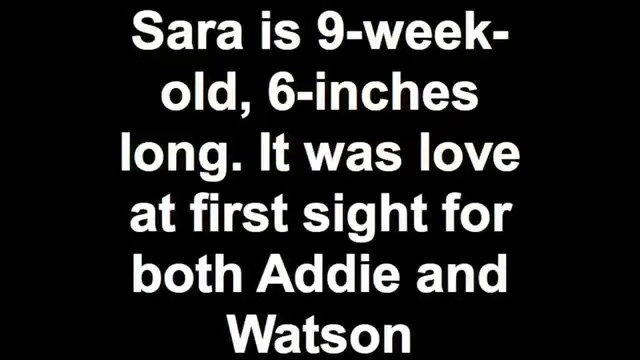 Sara is 9-week-
old, 6-inches
long. It was love
at first sight for
both Addie and
Watson